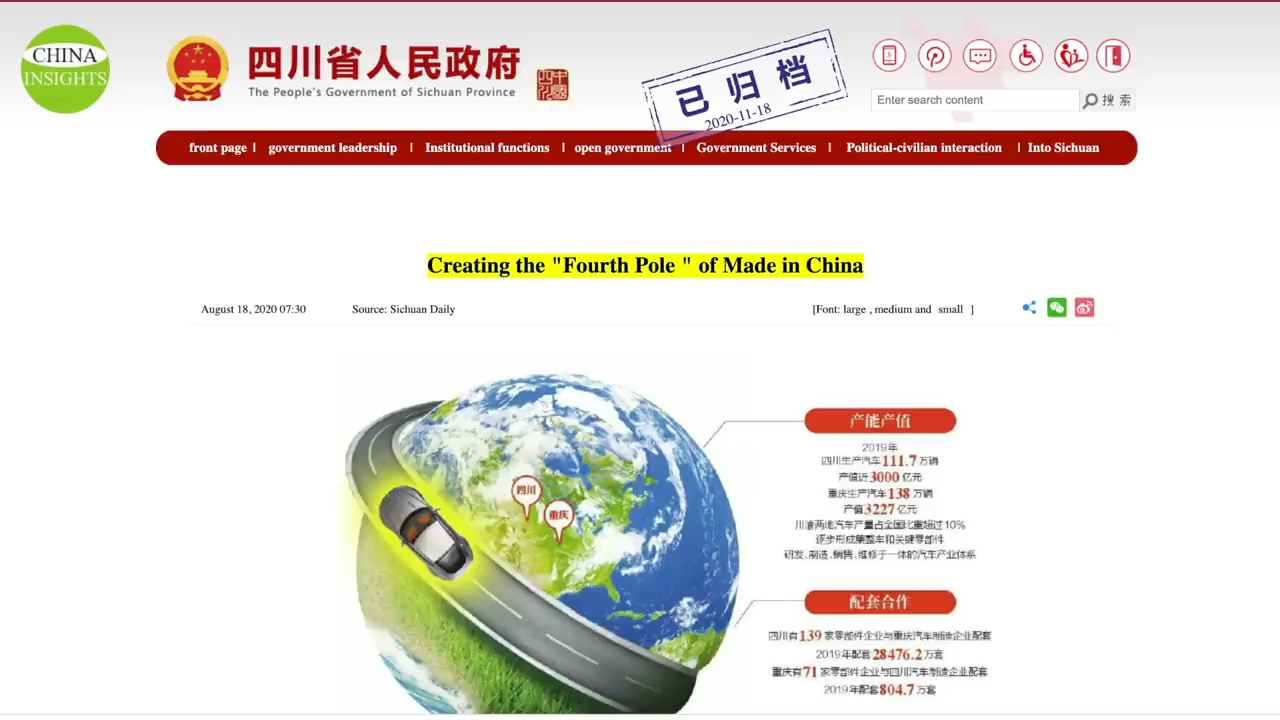 CHINA
INSIGHTS
四川省人民政府
The People's Government of Sichuan Province
已归档
2020-11-18
Enter search content
搜 索
front page | government leadership | Institutional functions | open government | Government Services | Political-civilian interaction | Into Sichuan
Creating the "Fourth Pole " of Made in China
August 18, 2020 07:30 Source: Sichuan Daily [Font: large , medium and small ]
四川
重庆
产能产值
2019年
四川生产汽车111.7万辆
产值近3000亿元
重庆生产汽车138万辆
产值3227亿元
川渝两地汽车产量占全国比重超过10%
逐步形成集整车和关键零部件
研发、制造、销售、维修于一体的汽车产业体系
配套合作
四川有139家零部件企业与重庆汽车制造企业配套
2019年配套28476.2万套
重庆有71家零部件企业与四川汽车制造企业配套
2019年配套804.7万套